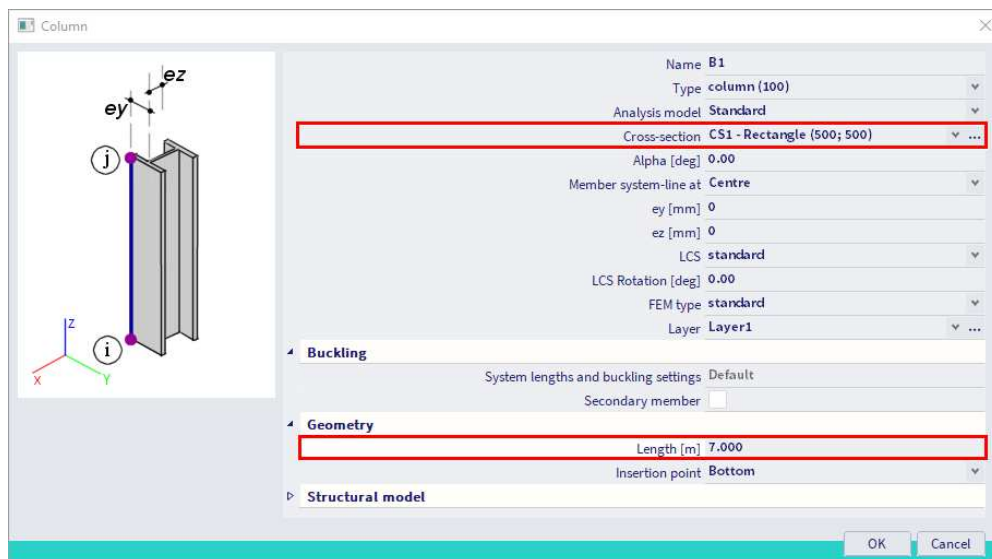 Column
ez
ey
j
i
Z
X
Y
Name B1
Type column (100)
Analysis model Standard
Cross-section CS1 - Rectangle (500; 500) ...
Alpha [deg] 0.00
Member system-line at Centre
ey [mm] 0
ez [mm] 0
LCS standard
LCS Rotation [deg] 0.00
FEM type standard
Layer Layer1 ...
Buckling
System lengths and buckling settings Default
Secondary member
Geometry
Length [m] 7.000
Insertion point Bottom
Structural model
OK Cancel